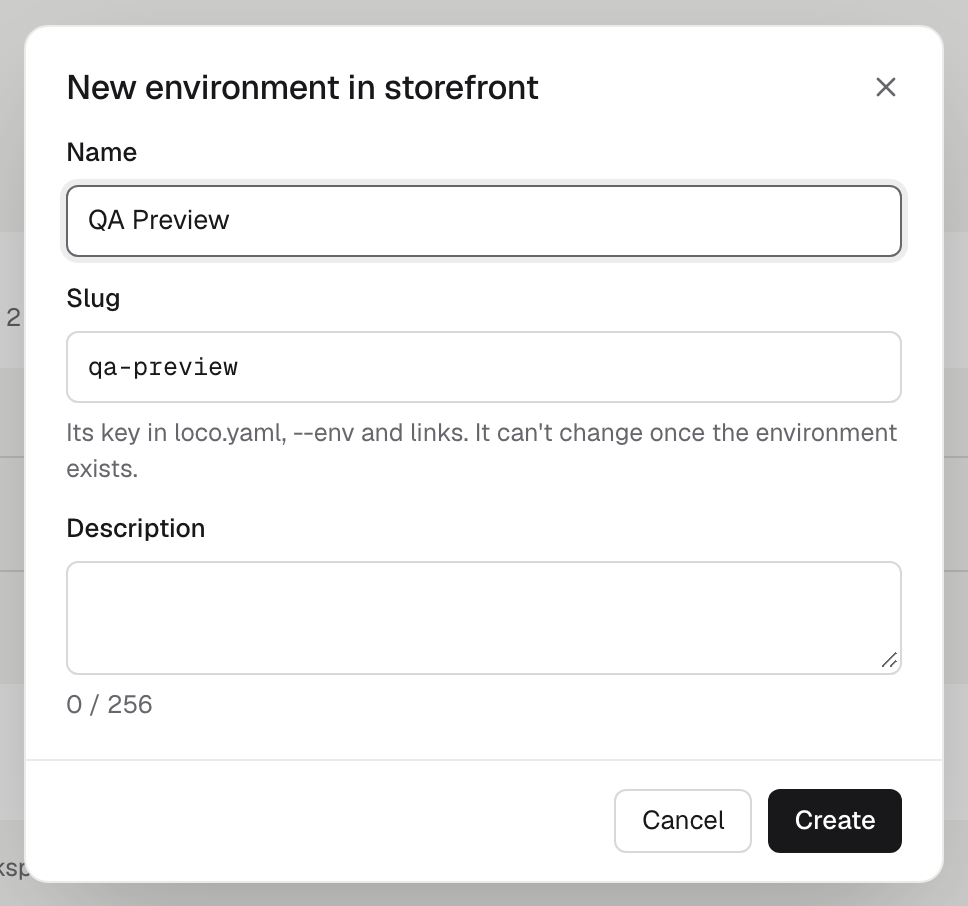 New environment in storefront
Name
QA Preview
Slug
2
qa-preview
Its key in loco.yaml, --env and links. It can't change once the environment
exists.
Description
0 / 256
Cancel
Create